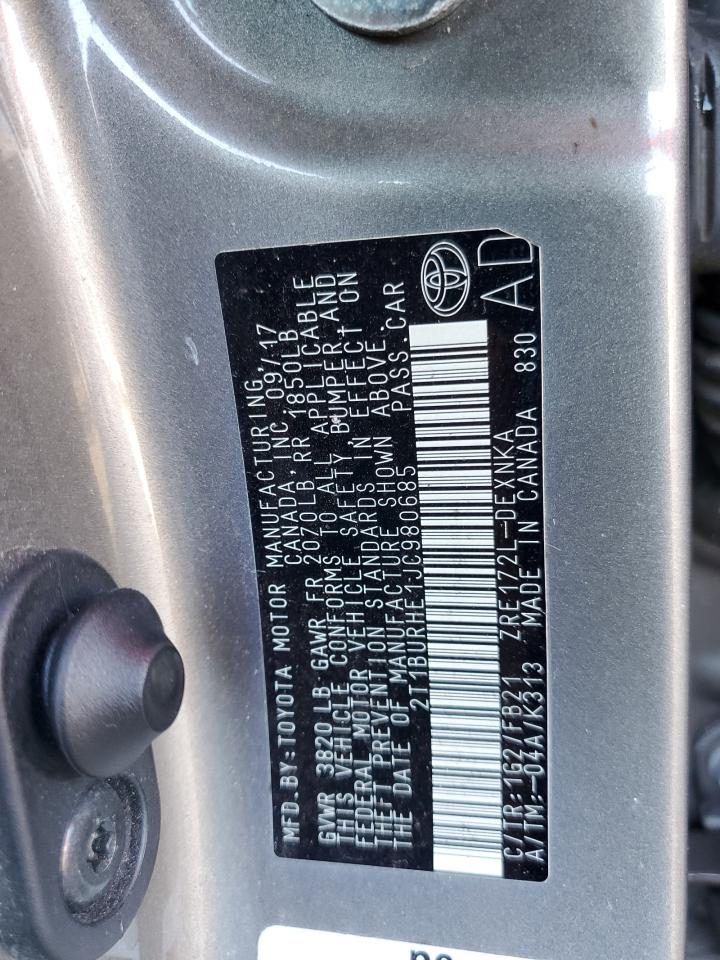 MFD.BY:TOYOTA MOTOR MANUFACTURING,
CANADA, INC. 09/17
GVWR 3820LB GAWR FR 2070LB RR 1850LB
THIS VEHICLE CONFORMS TO ALL APPLICABLE
FEDERAL MOTOR VEHICLE SAFETY, BUMPER, AND
THEFT PREVENTION STANDARDS IN EFFECT ON
THE DATE OF MANUFACTURE SHOWN ABOVE.
2T1BURHE1JC980685 PASS.CAR
C/TR:1G2/FB21 ZRE172L-DEXNKA
A/TM:-04A/K313 MADE IN CANADA 830
AD